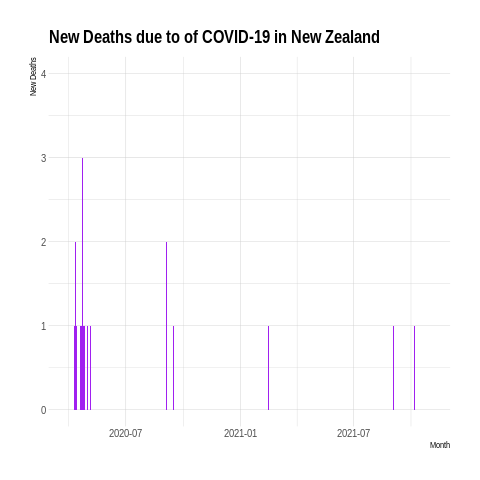 New Deaths due to of COVID-19 in New Zealand
New Deaths
4
3
2
1
0
2020-07
2021-01
2021-07
Month